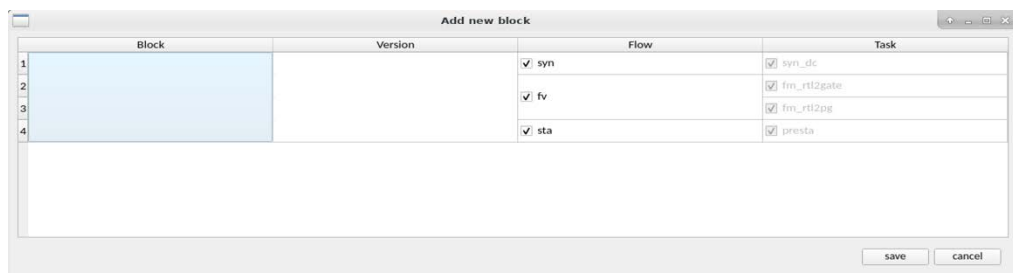 Add new block
Block Version Flow Task
1 syn syn_dc
2 fv fm_rtl2gate
3 fm_rtl2pg
4 sta presta
save cancel